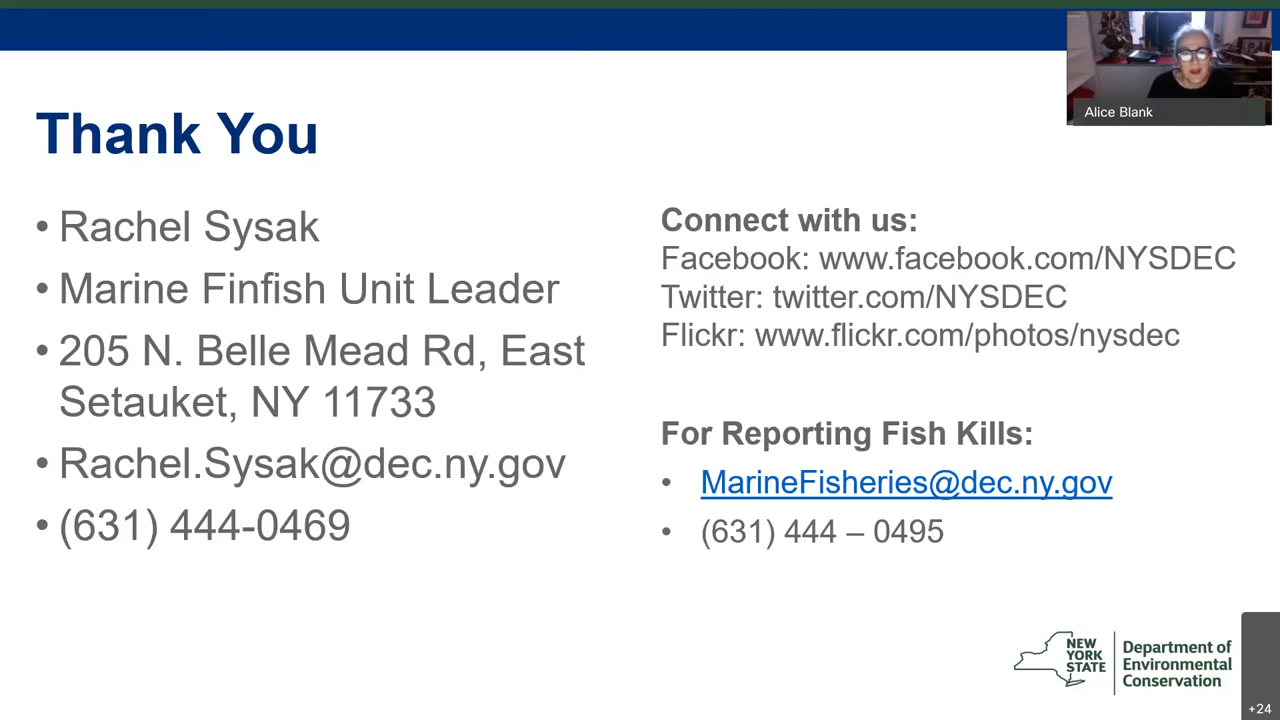 Alice Blank
Thank You
• Rachel Sysak
• Marine Finfish Unit Leader
• 205 N. Belle Mead Rd, East
Setauket, NY 11733
• Rachel.Sysak@dec.ny.gov
• (631) 444-0469
Connect with us:
Facebook: www.facebook.com/NYSDEC
Twitter: twitter.com/NYSDEC
Flickr: www.flickr.com/photos/nysdec
For Reporting Fish Kills:
• MarineFisheries@dec.ny.gov
• (631) 444 – 0495
NEW
YORK
STATE
Department of
Environmental
Conservation
+24